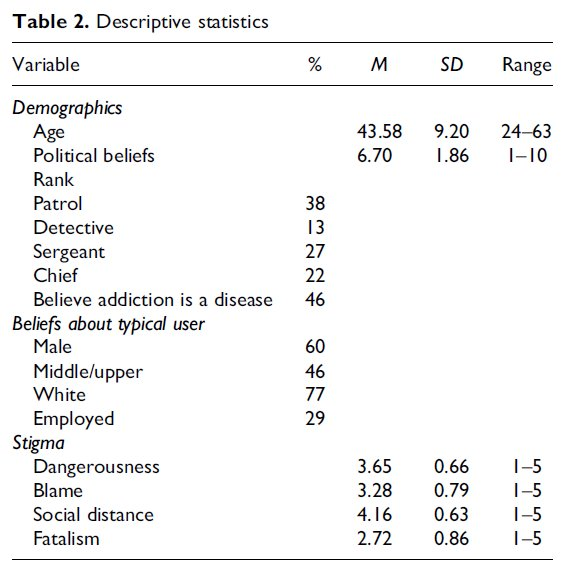 Table 2. Descriptive statistics
Variable % M SD Range
Demographics
Age 43.58 9.20 24–63
Political beliefs 6.70 1.86 1–10
Rank
Patrol 38
Detective 13
Sergeant 27
Chief 22
Believe addiction is a disease 46
Beliefs about typical user
Male 60
Middle/upper 46
White 77
Employed 29
Stigma
Dangerousness 3.65 0.66 1–5
Blame 3.28 0.79 1–5
Social distance 4.16 0.63 1–5
Fatalism 2.72 0.86 1–5